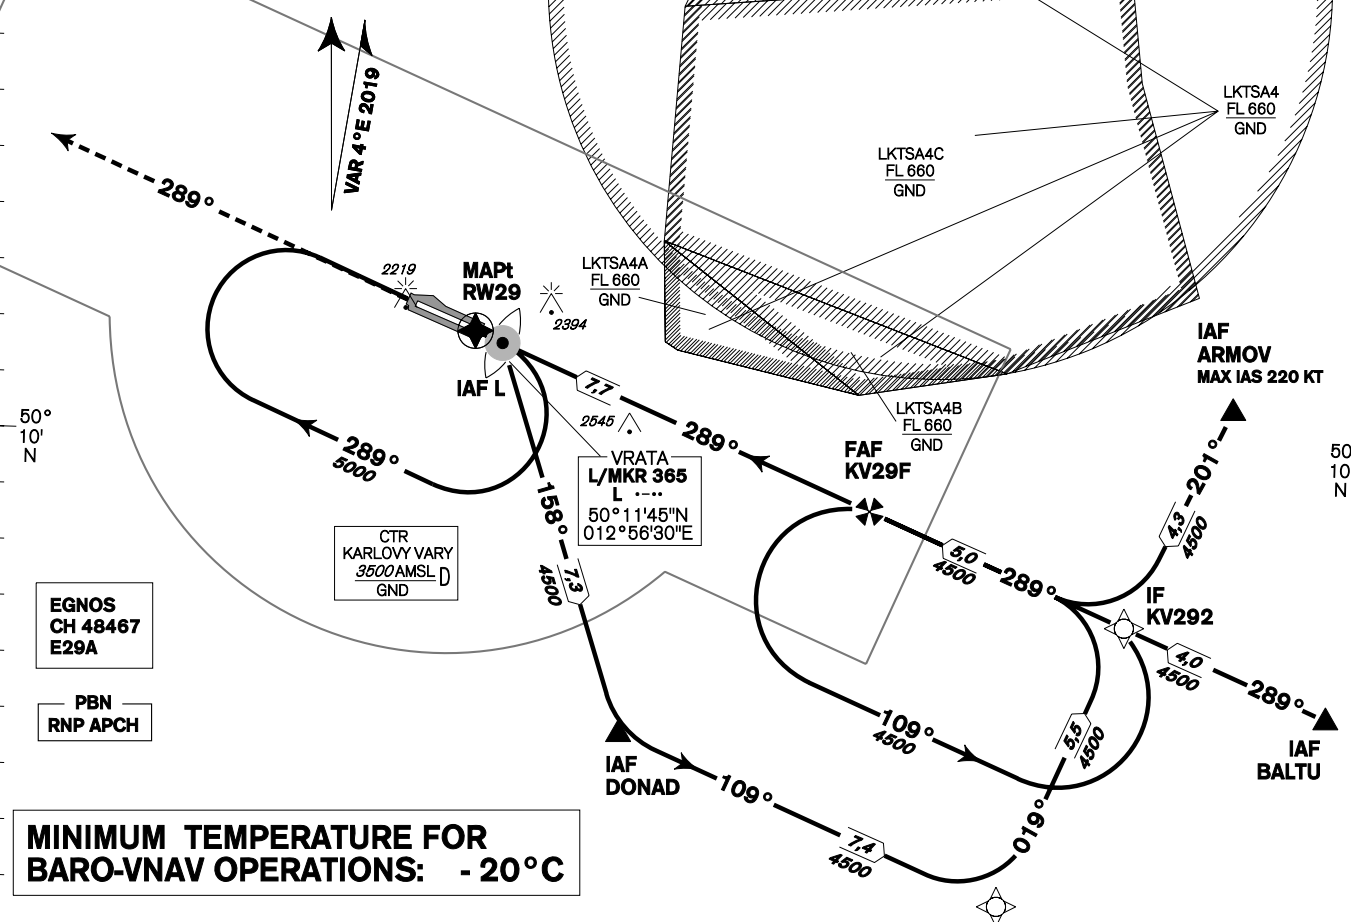 VAR 4°E 2019
LKTSA4
FL 660
GND
LKTSA4C
FL 660
GND
289°
2219
MAPt
RW29
2394
LKTSA4A
FL 660
GND
IAF
ARMOV
MAX IAS 220 KT
IAF L
7,7
2545
289°
LKTSA4B
FL 660
GND
50°
10'
N
50
10
N
289°
5000
VRATA
L/MKR 365
L ·–··
50°11'45"N
012°56'30"E
FAF
KV29F
201°
4,3
4500
158°
7,3
4500
CTR
KARLOVY VARY
3500 AMSL D
GND
5,0
4500
289°
IF
KV292
EGNOS
CH 48467
E29A
4,0
4500
289°
PBN
RNP APCH
109°
4500
5,5
4500
IAF
BALTU
IAF
DONAD
109°
019°
7,4
4500
MINIMUM TEMPERATURE FOR
BARO-VNAV OPERATIONS: - 20°C